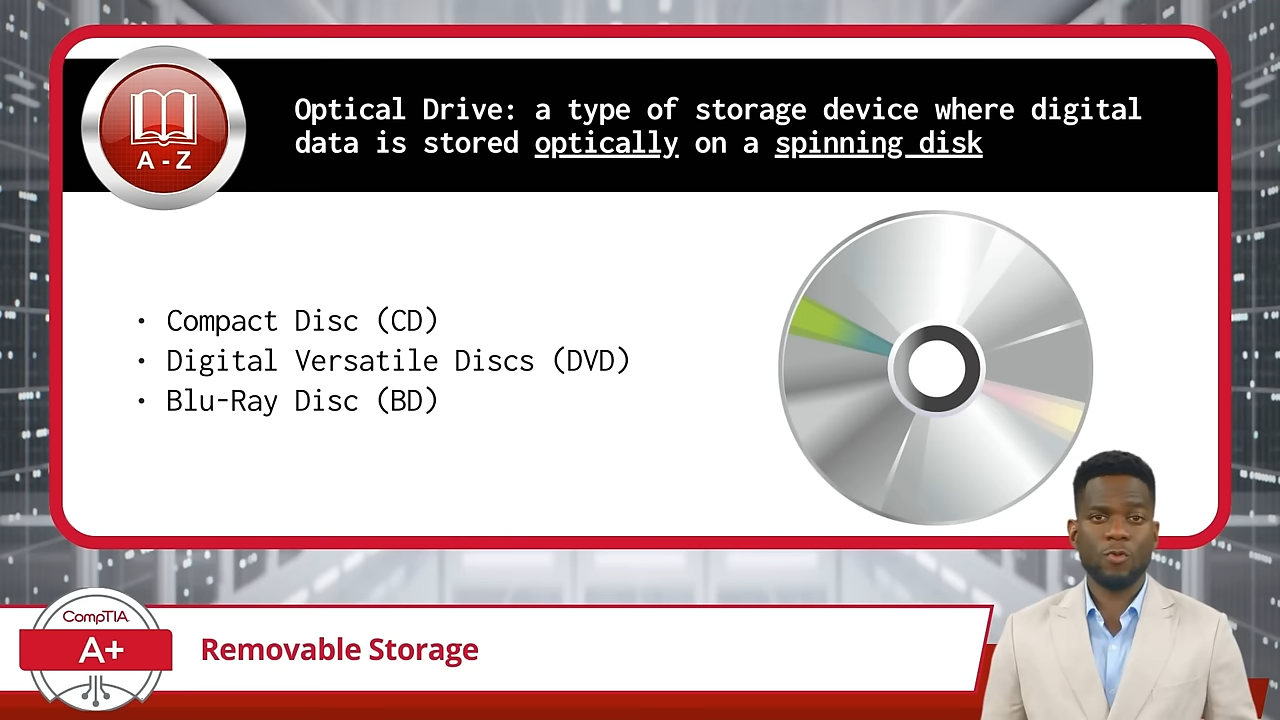 Optical Drive: a type of storage device where digital
data is stored optically on a spinning disk
A-Z
• Compact Disc (CD)
• Digital Versatile Discs (DVD)
• Blu-Ray Disc (BD)
CompTIA
A+
Removable Storage